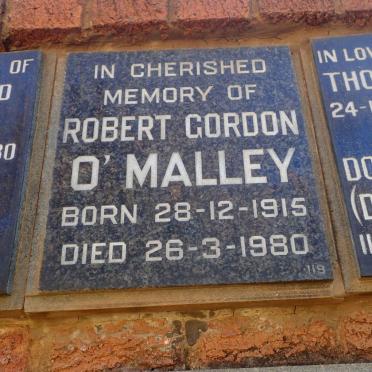 IN CHERISHED
MEMORY OF
ROBERT GORDON
O'MALLEY
BORN 28-12-1915
DIED 26-3-1980
119
OF
IN
THO
24-
DO